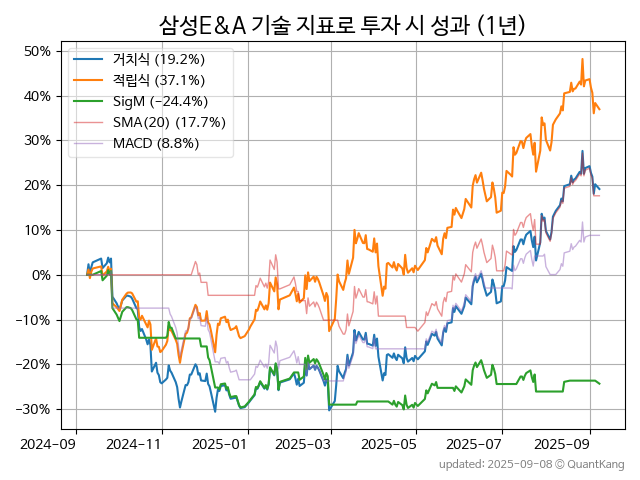 삼성E&A 기술 지표로 투자 시 성과 (1년)
거치식 (19.2%)
적립식 (37.1%)
SigM (−24.4%)
SMA(20) (17.7%)
MACD (8.8%)
50%
40%
30%
20%
10%
0%
−10%
−20%
−30%
2024-09 2024-11 2025-01 2025-03 2025-05 2025-07 2025-09
updated: 2025-09-08 © QuantKang